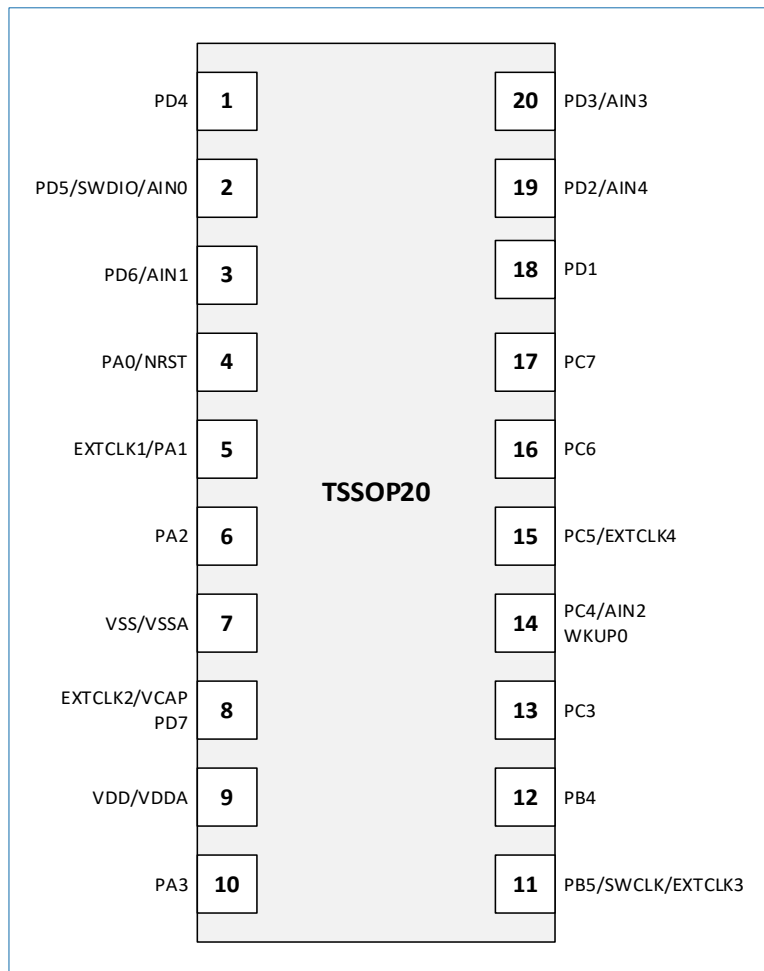 PD4
1
20
PD3/AIN3
PD5/SWDIO/AIN0
2
19
PD2/AIN4
PD6/AIN1
3
18
PD1
PA0/NRST
4
17
PC7
EXTCLK1/PA1
5
16
PC6
TSSOP20
PA2
6
15
PC5/EXTCLK4
VSS/VSSA
7
14
PC4/AIN2
WKUP0
EXTCLK2/VCAP
PD7
8
13
PC3
VDD/VDDA
9
12
PB4
PA3
10
11
PB5/SWCLK/EXTCLK3